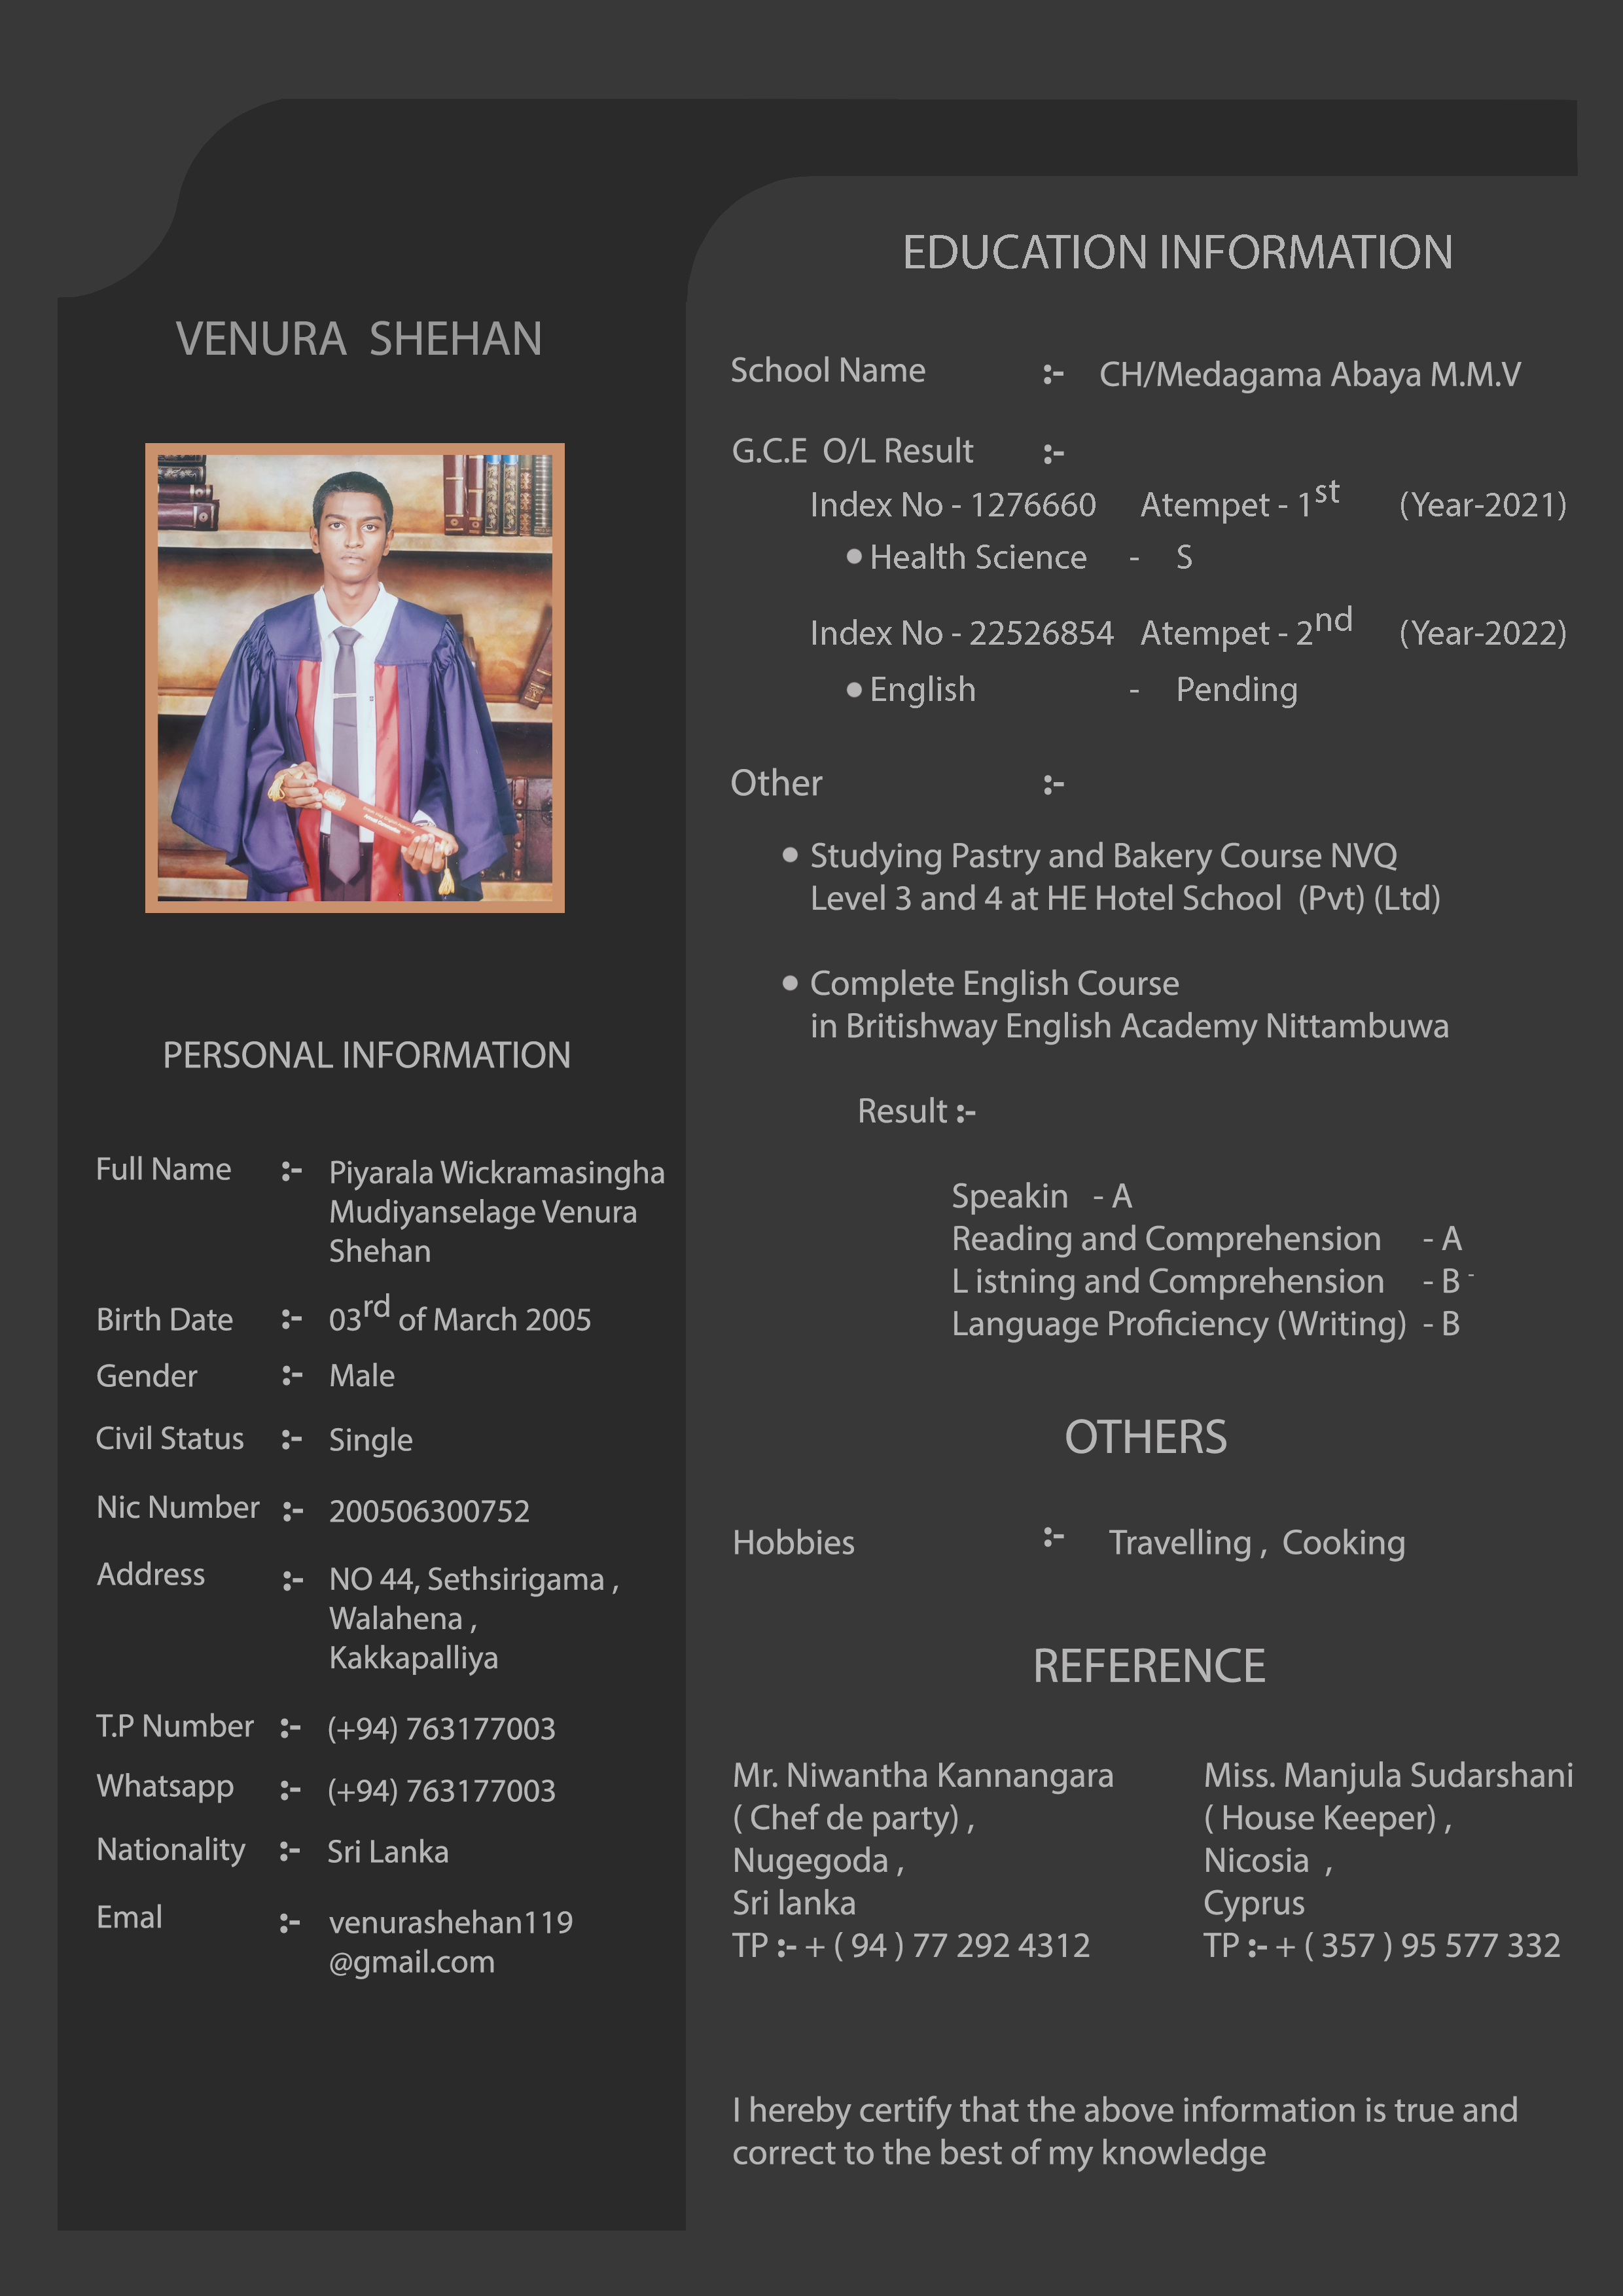 VENURA SHEHAN
PERSONAL INFORMATION
Full Name :- Piyarala Wickramasingha
Mudiyanselage Venura
Shehan
Birth Date :- 03rd of March 2005
Gender :- Male
Civil Status :- Single
Nic Number :- 200506300752
Address :- NO 44, Sethsirigama ,
Walahena ,
Kakkapalliya
T.P Number :- (+94) 763177003
Whatsapp :- (+94) 763177003
Nationality :- Sri Lanka
Emal :- venurashehan119
@gmail.com
EDUCATION INFORMATION
School Name :- CH/Medagama Abaya M.M.V
G.C.E O/L Result :-
Index No - 1276660 Atempet - 1st (Year-2021)
• Health Science - S
Index No - 22526854 Atempet - 2nd (Year-2022)
• English - Pending
Other :-
• Studying Pastry and Bakery Course NVQ
Level 3 and 4 at HE Hotel School (Pvt) (Ltd)
• Complete English Course
in Britishway English Academy Nittambuwa
Result :-
Speakin - A
Reading and Comprehension - A
L istning and Comprehension - B -
Language Proficiency (Writing) - B
OTHERS
Hobbies :- Travelling , Cooking
REFERENCE
Mr. Niwantha Kannangara
( Chef de party) ,
Nugegoda ,
Sri lanka
TP :- + ( 94 ) 77 292 4312
Miss. Manjula Sudarshani
( House Keeper) ,
Nicosia ,
Cyprus
TP :- + ( 357 ) 95 577 332
I hereby certify that the above information is true and
correct to the best of my knowledge